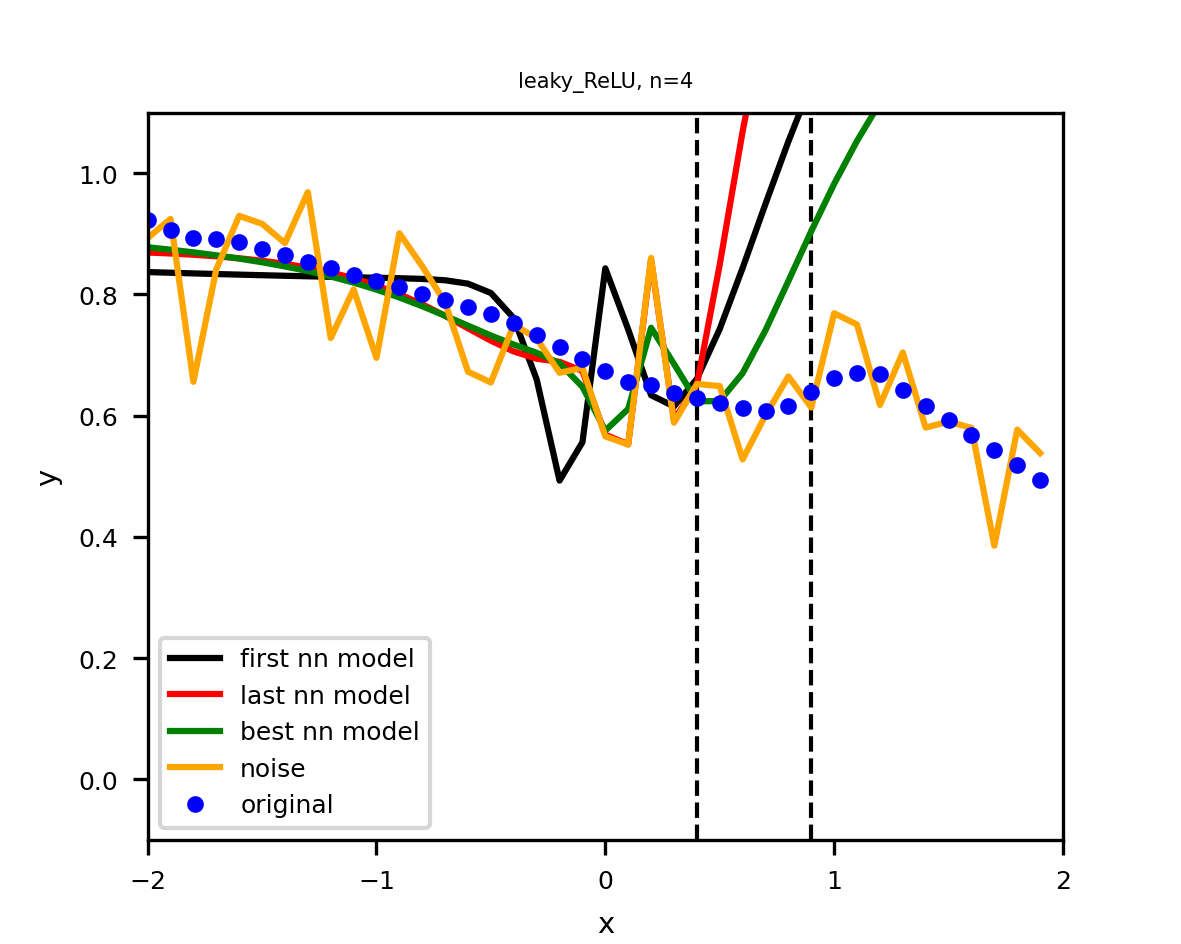 leaky_ReLU, n=4
1.0
0.8
0.6
0.4
0.2
0.0
y
first nn model
last nn model
best nn model
noise
original
−2
−1
0
1
2
x